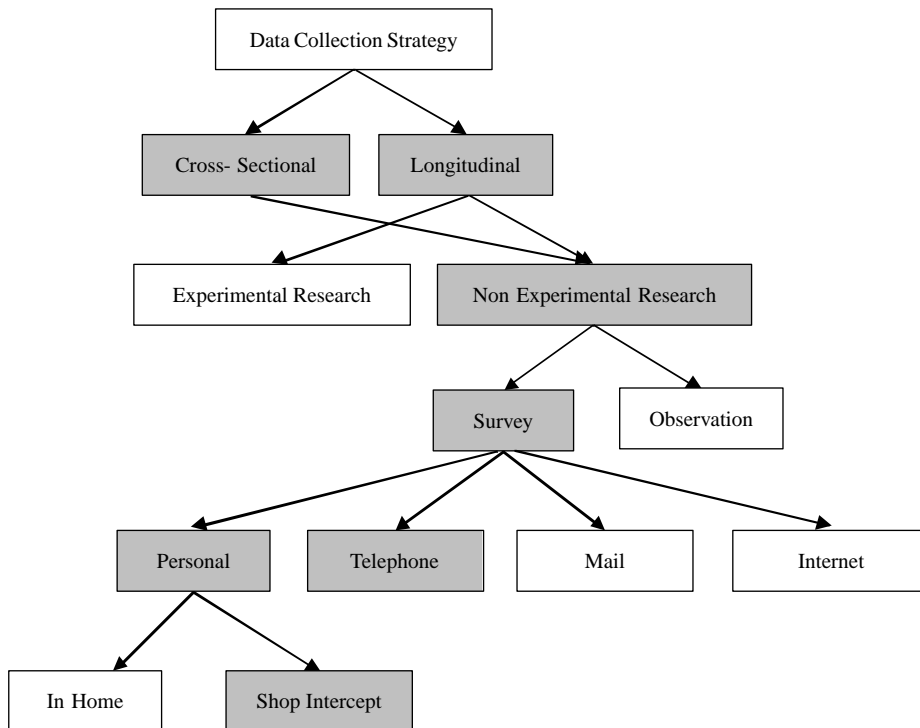 Data Collection Strategy
Cross- Sectional
Longitudinal
Experimental Research
Non Experimental Research
Survey
Observation
Personal
Telephone
Mail
Internet
In Home
Shop Intercept